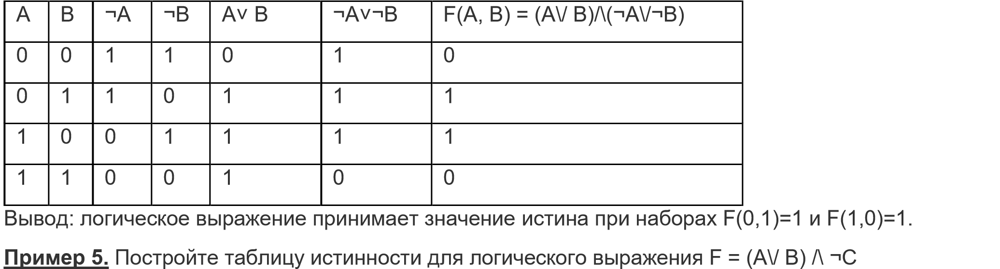 A B ¬A ¬B A˅ B ¬A˅¬B F(A, B) = (A\/ B)/\(¬A\/¬B)
0 0 1 1 0 1 0
0 1 1 0 1 1 1
1 0 0 1 1 1 1
1 1 0 0 1 0 0
Вывод: логическое выражение принимает значение истина при наборах F(0,1)=1 и F(1,0)=1.
Пример 5. Постройте таблицу истинности для логического выражения F = (A\/ B) /\ ¬C